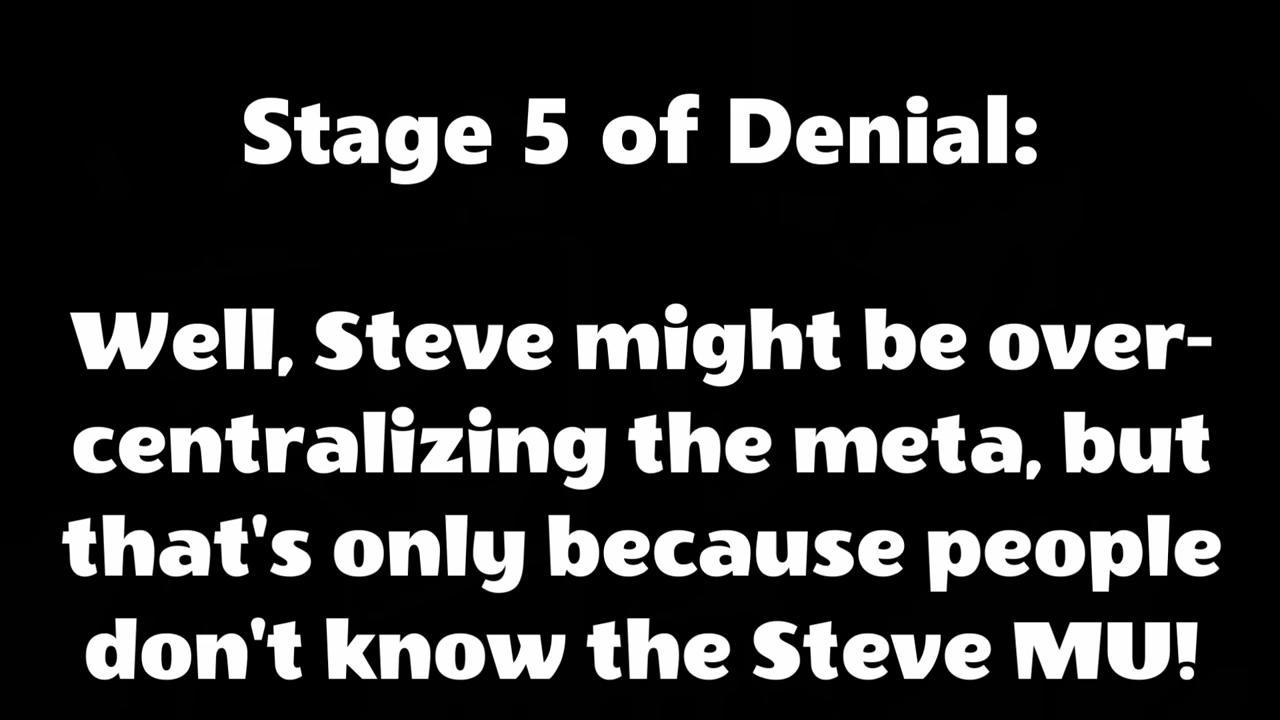 Stage 5 of Denial:
Well, Steve might be over-
centralizing the meta, but
that's only because people
don't know the Steve MU!